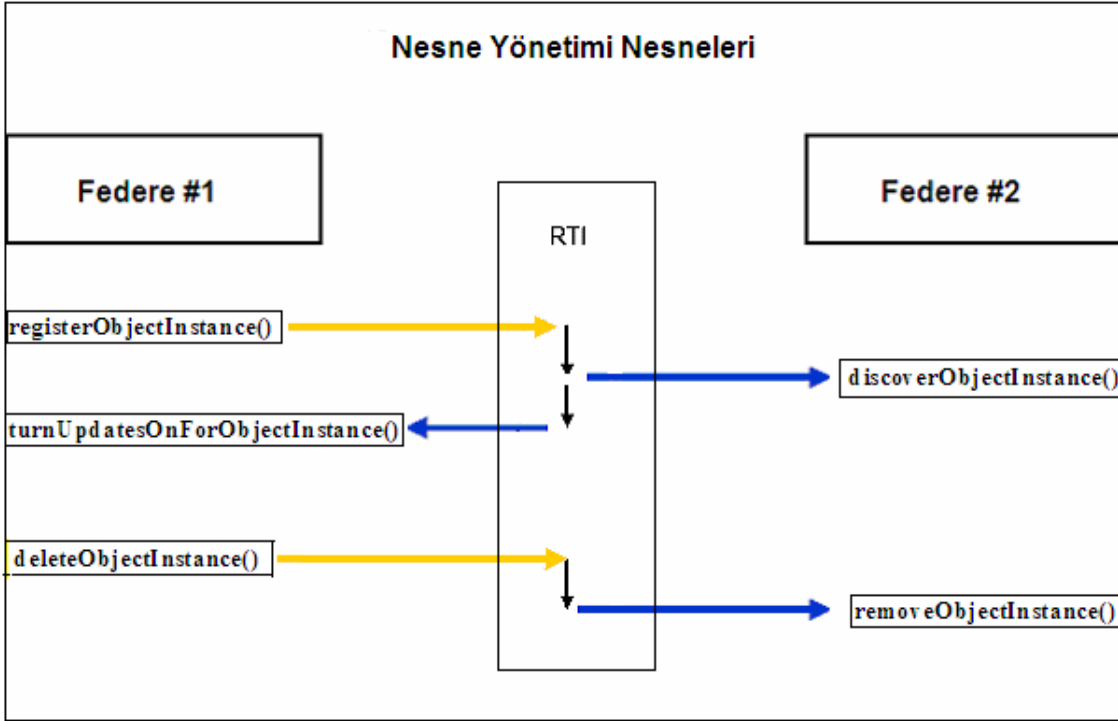 Nesne Yönetimi Nesneleri
Federe #1
Federe #2
RTI
registerObjectInstance()
discoverObjectInstance()
turnUpdatesOnForObjectInstance()
deleteObjectInstance()
removeObjectInstance()